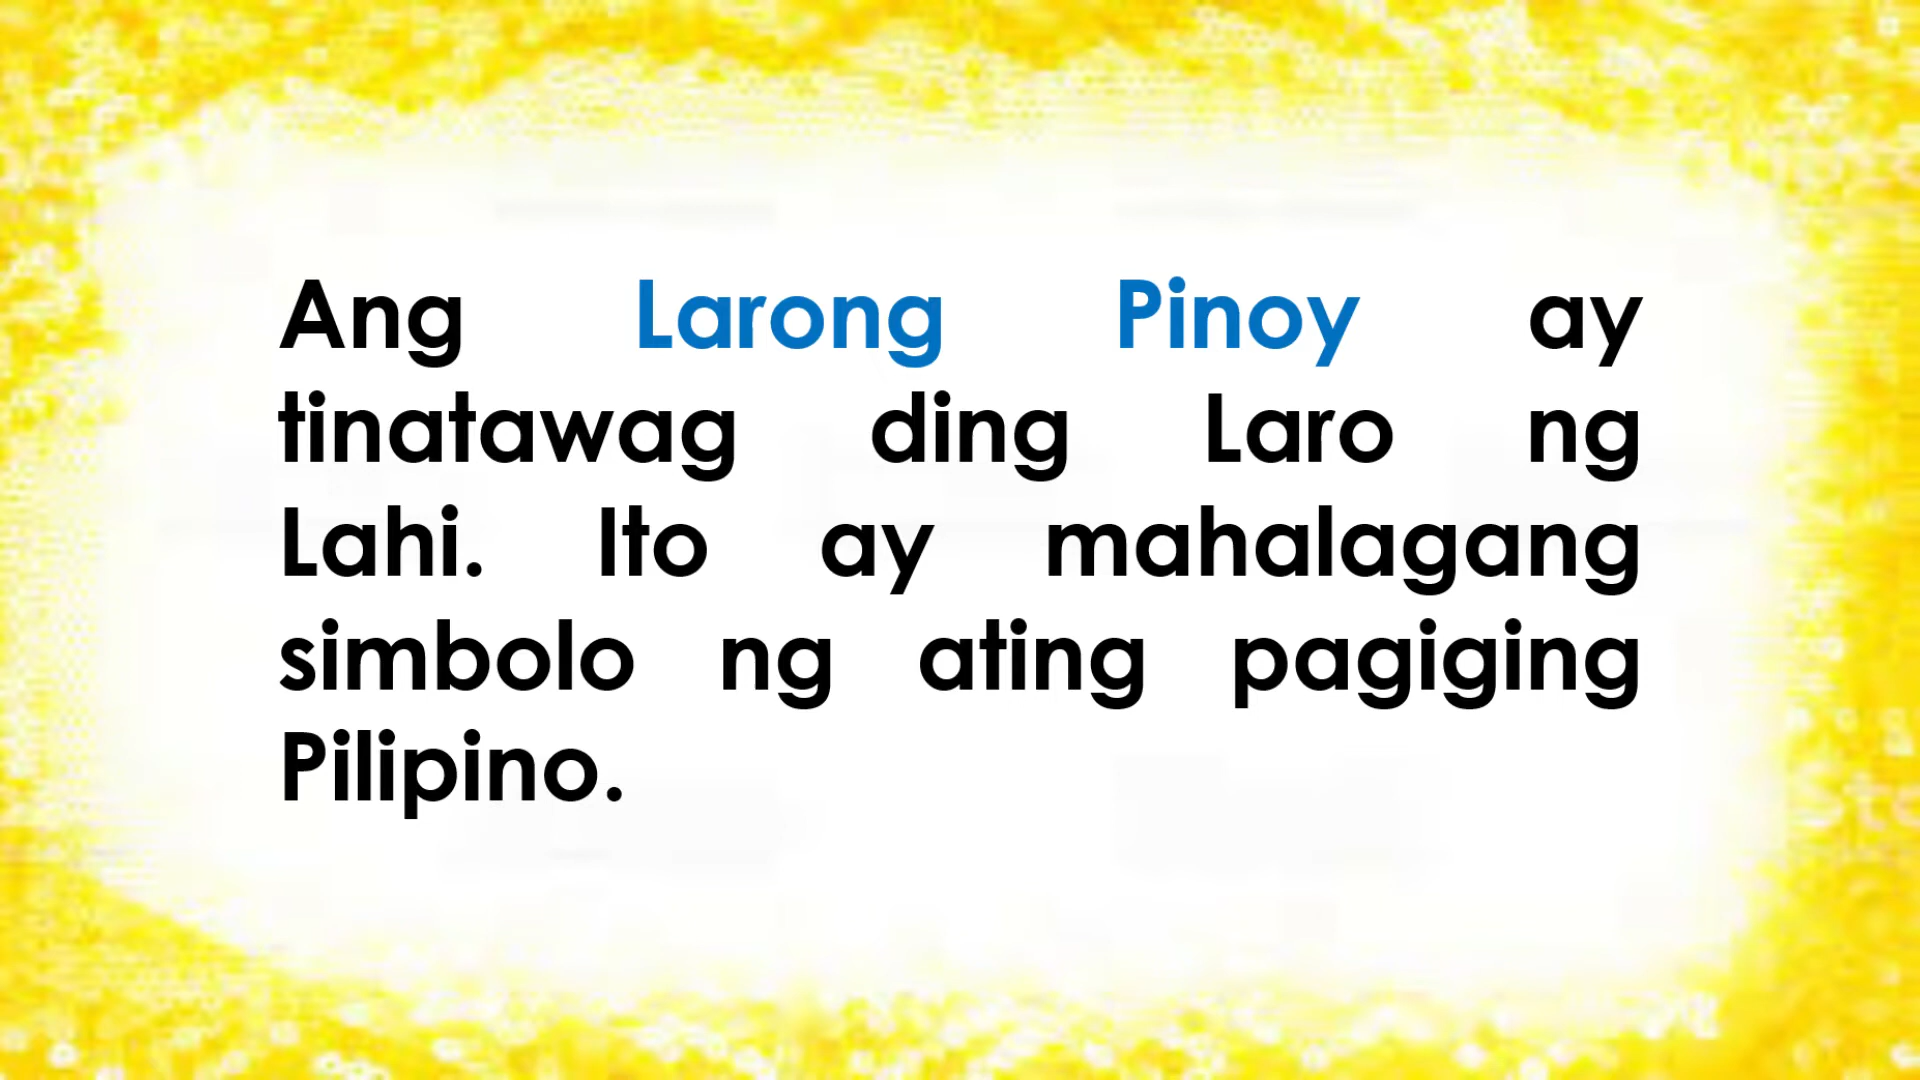 Ang Larong Pinoy ay
tinatawag ding Laro ng
Lahi. Ito ay mahalagang
simbolo ng ating pagiging
Pilipino.